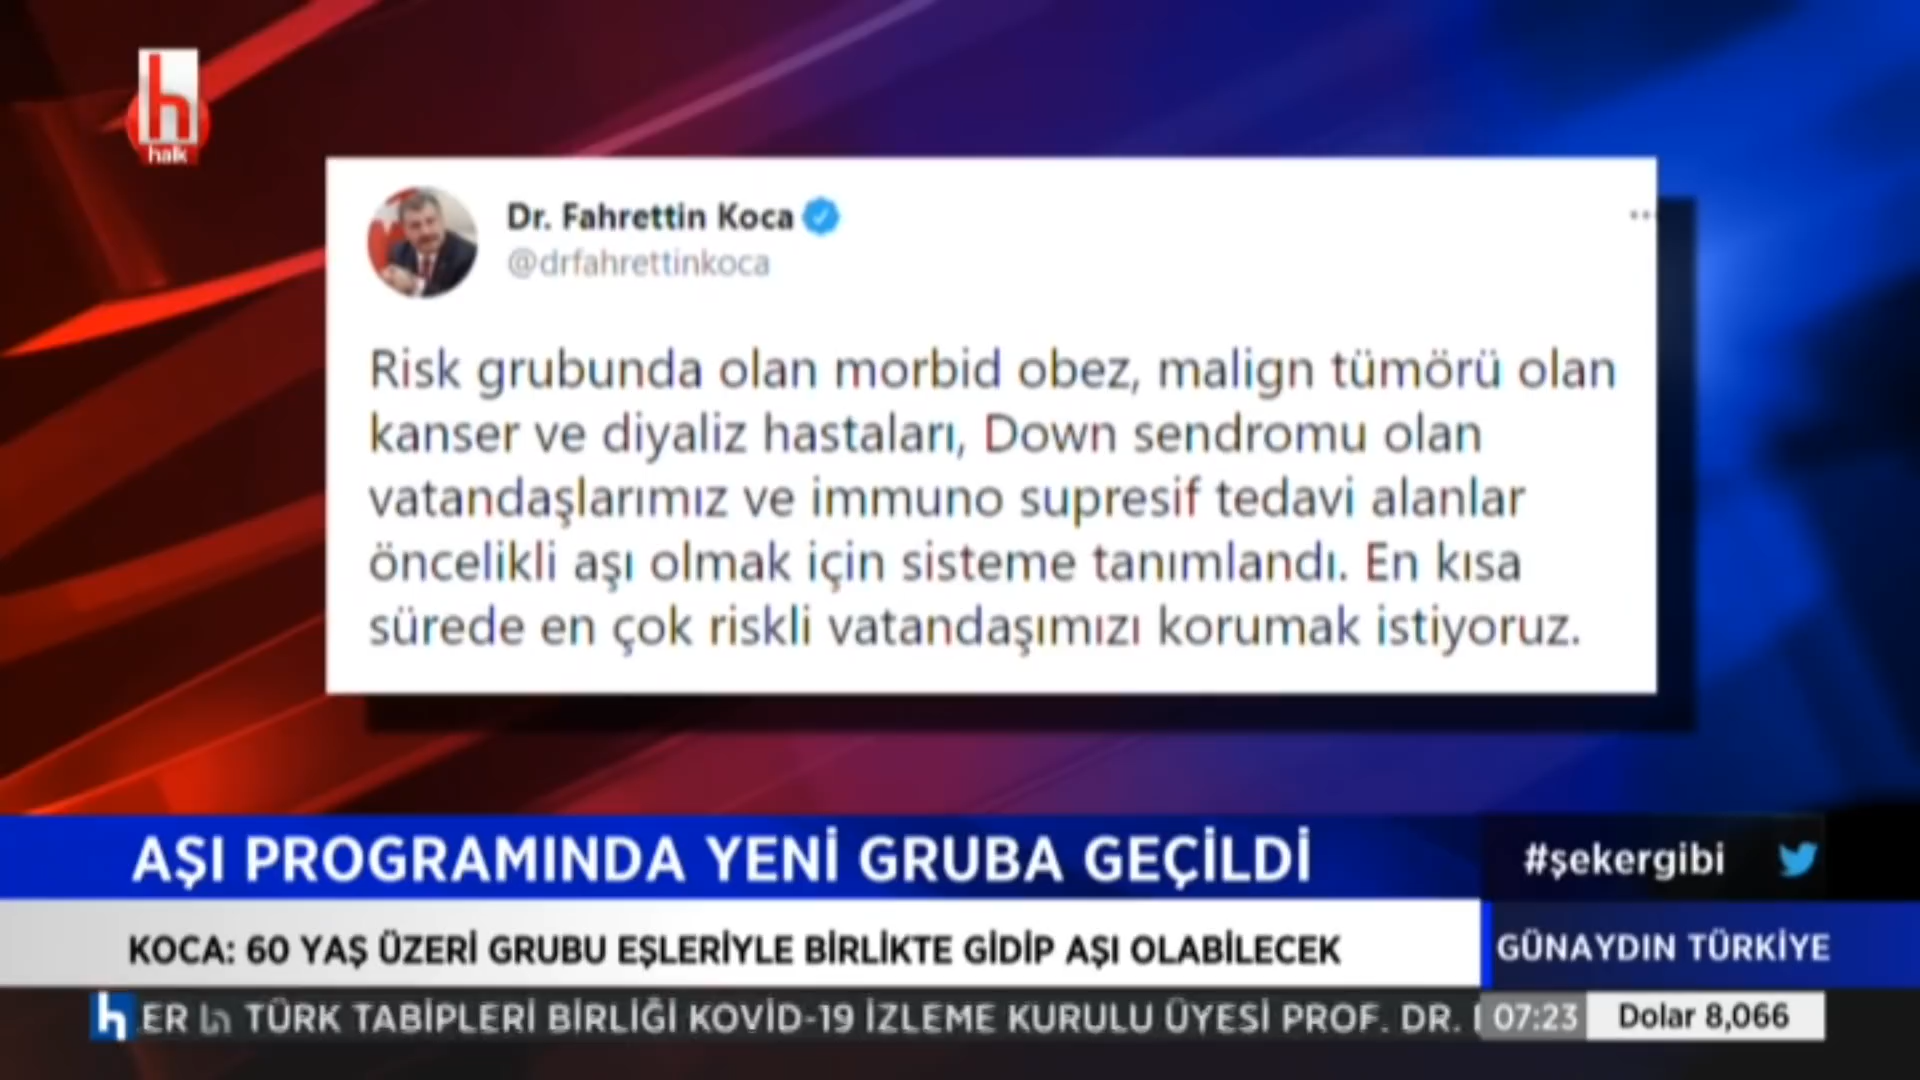 h
halk
Dr. Fahrettin Koca
@drfahrettinkoca
Risk grubunda olan morbid obez, malign tümörü olan
kanser ve diyaliz hastaları, Down sendromu olan
vatandaşlarımız ve immuno supresif tedavi alanlar
öncelikli aşı olmak için sisteme tanımlandı. En kısa
sürede en çok riskli vatandaşımızı korumak istiyoruz.
AŞI PROGRAMINDA YENİ GRUBA GEÇİLDİ
#şekergibi
KOCA: 60 YAŞ ÜZERİ GRUBU EŞLERİYLE BİRLİKTE GİDİP AŞI OLABİLECEK
GÜNAYDIN TÜRKİYE
h ER h TÜRK TABİPLERİ BİRLİĞİ KOVİD-19 İZLEME KURULU ÜYESİ PROF. DR.
07:23
Dolar 8,066